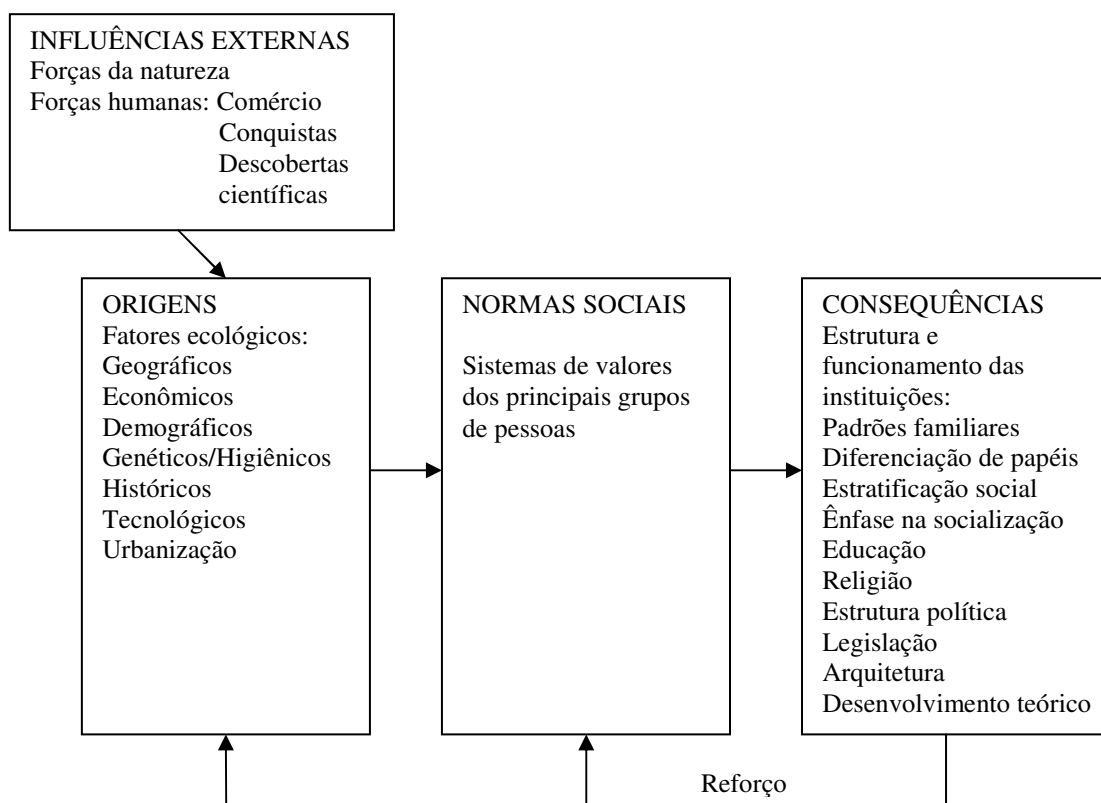 INFLUÊNCIAS EXTERNAS
Forças da natureza
Forças humanas: Comércio
Conquistas
Descobertas
científicas
ORIGENS
Fatores ecológicos:
Geográficos
Econômicos
Demográficos
Genéticos/Higiênicos
Históricos
Tecnológicos
Urbanização
NORMAS SOCIAIS
Sistemas de valores
dos principais grupos
de pessoas
CONSEQUÊNCIAS
Estrutura e
funcionamento das
instituições:
Padrões familiares
Diferenciação de papéis
Estratificação social
Ênfase na socialização
Educação
Religião
Estrutura política
Legislação
Arquitetura
Desenvolvimento teórico
Reforço